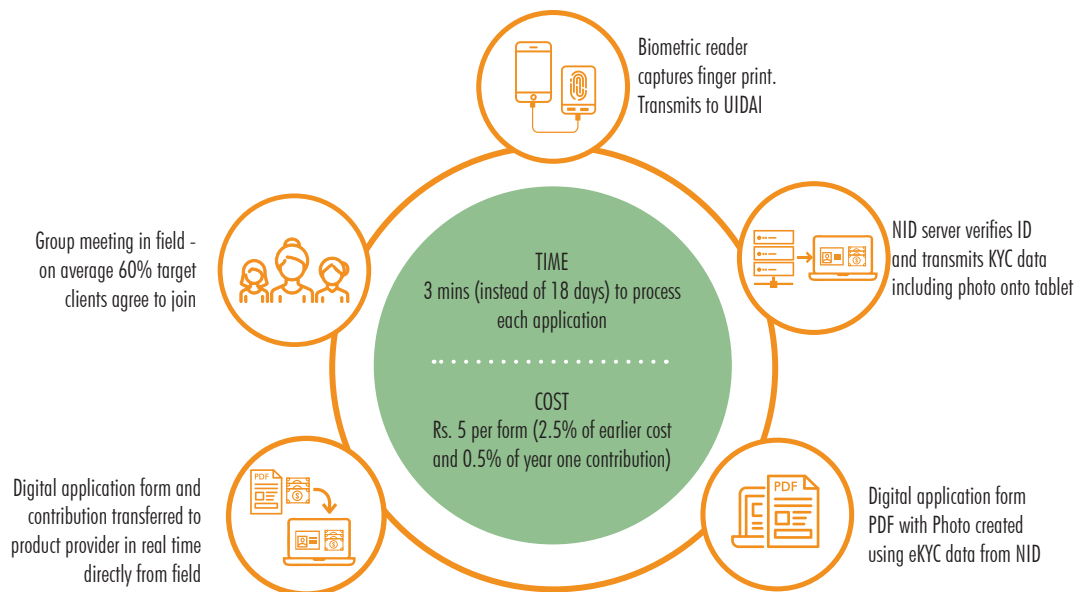 Biometric reader
captures finger print.
Transmits to UIDAI
NID server verifies ID
and transmits KYC data
including photo onto tablet
PDF
Digital application form
PDF with Photo created
using eKYC data from NID
PDF
Digital application form and
contribution transferred to
product provider in real time
directly from field
Group meeting in field -
on average 60% target
clients agree to join
TIME
3 mins (instead of 18 days) to process
each application
COST
Rs. 5 per form (2.5% of earlier cost
and 0.5% of year one contribution)